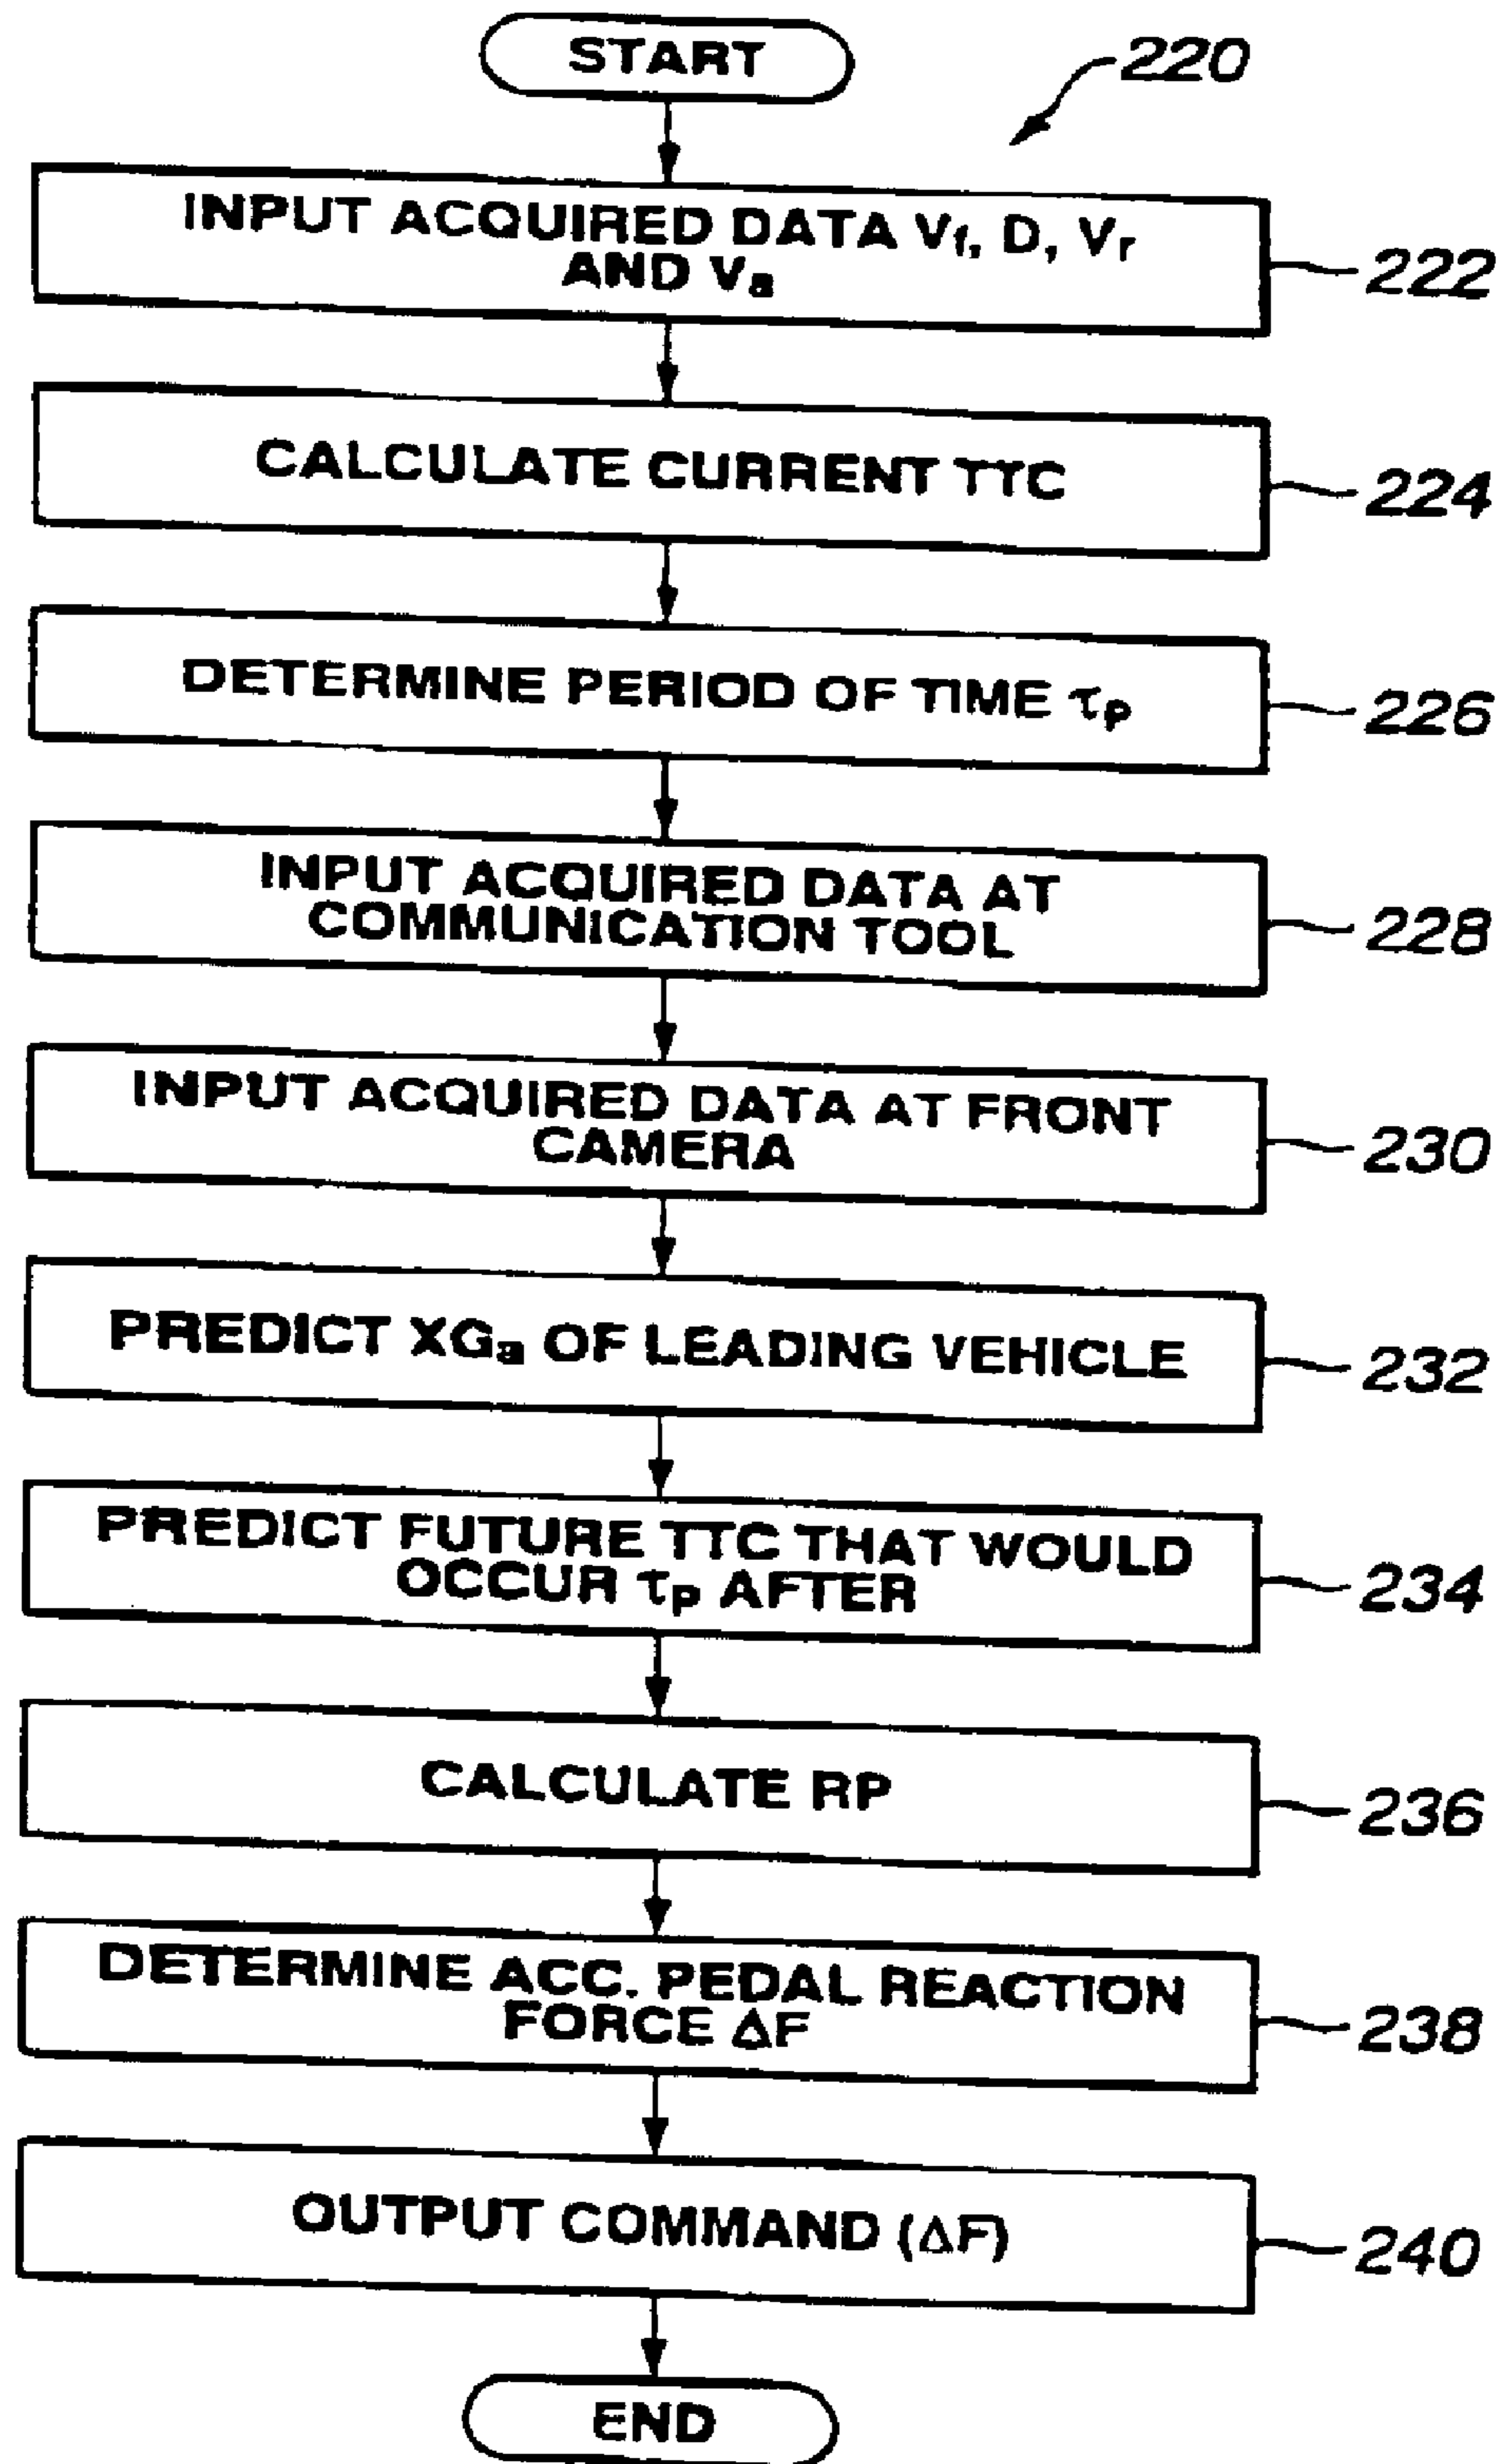 START
220
INPUT ACQUIRED DATA Vf, D, Vr
AND Va
222
CALCULATE CURRENT TTC
224
DETERMINE PERIOD OF TIME τp
226
INPUT ACQUIRED DATA AT
COMMUNICATION TOOL
228
INPUT ACQUIRED DATA AT FRONT
CAMERA
230
PREDICT XGa OF LEADING VEHICLE
232
PREDICT FUTURE TTC THAT WOULD
OCCUR τp AFTER
234
CALCULATE RP
236
DETERMINE ACC. PEDAL REACTION
FORCE ΔF
238
OUTPUT COMMAND (ΔF)
240
END